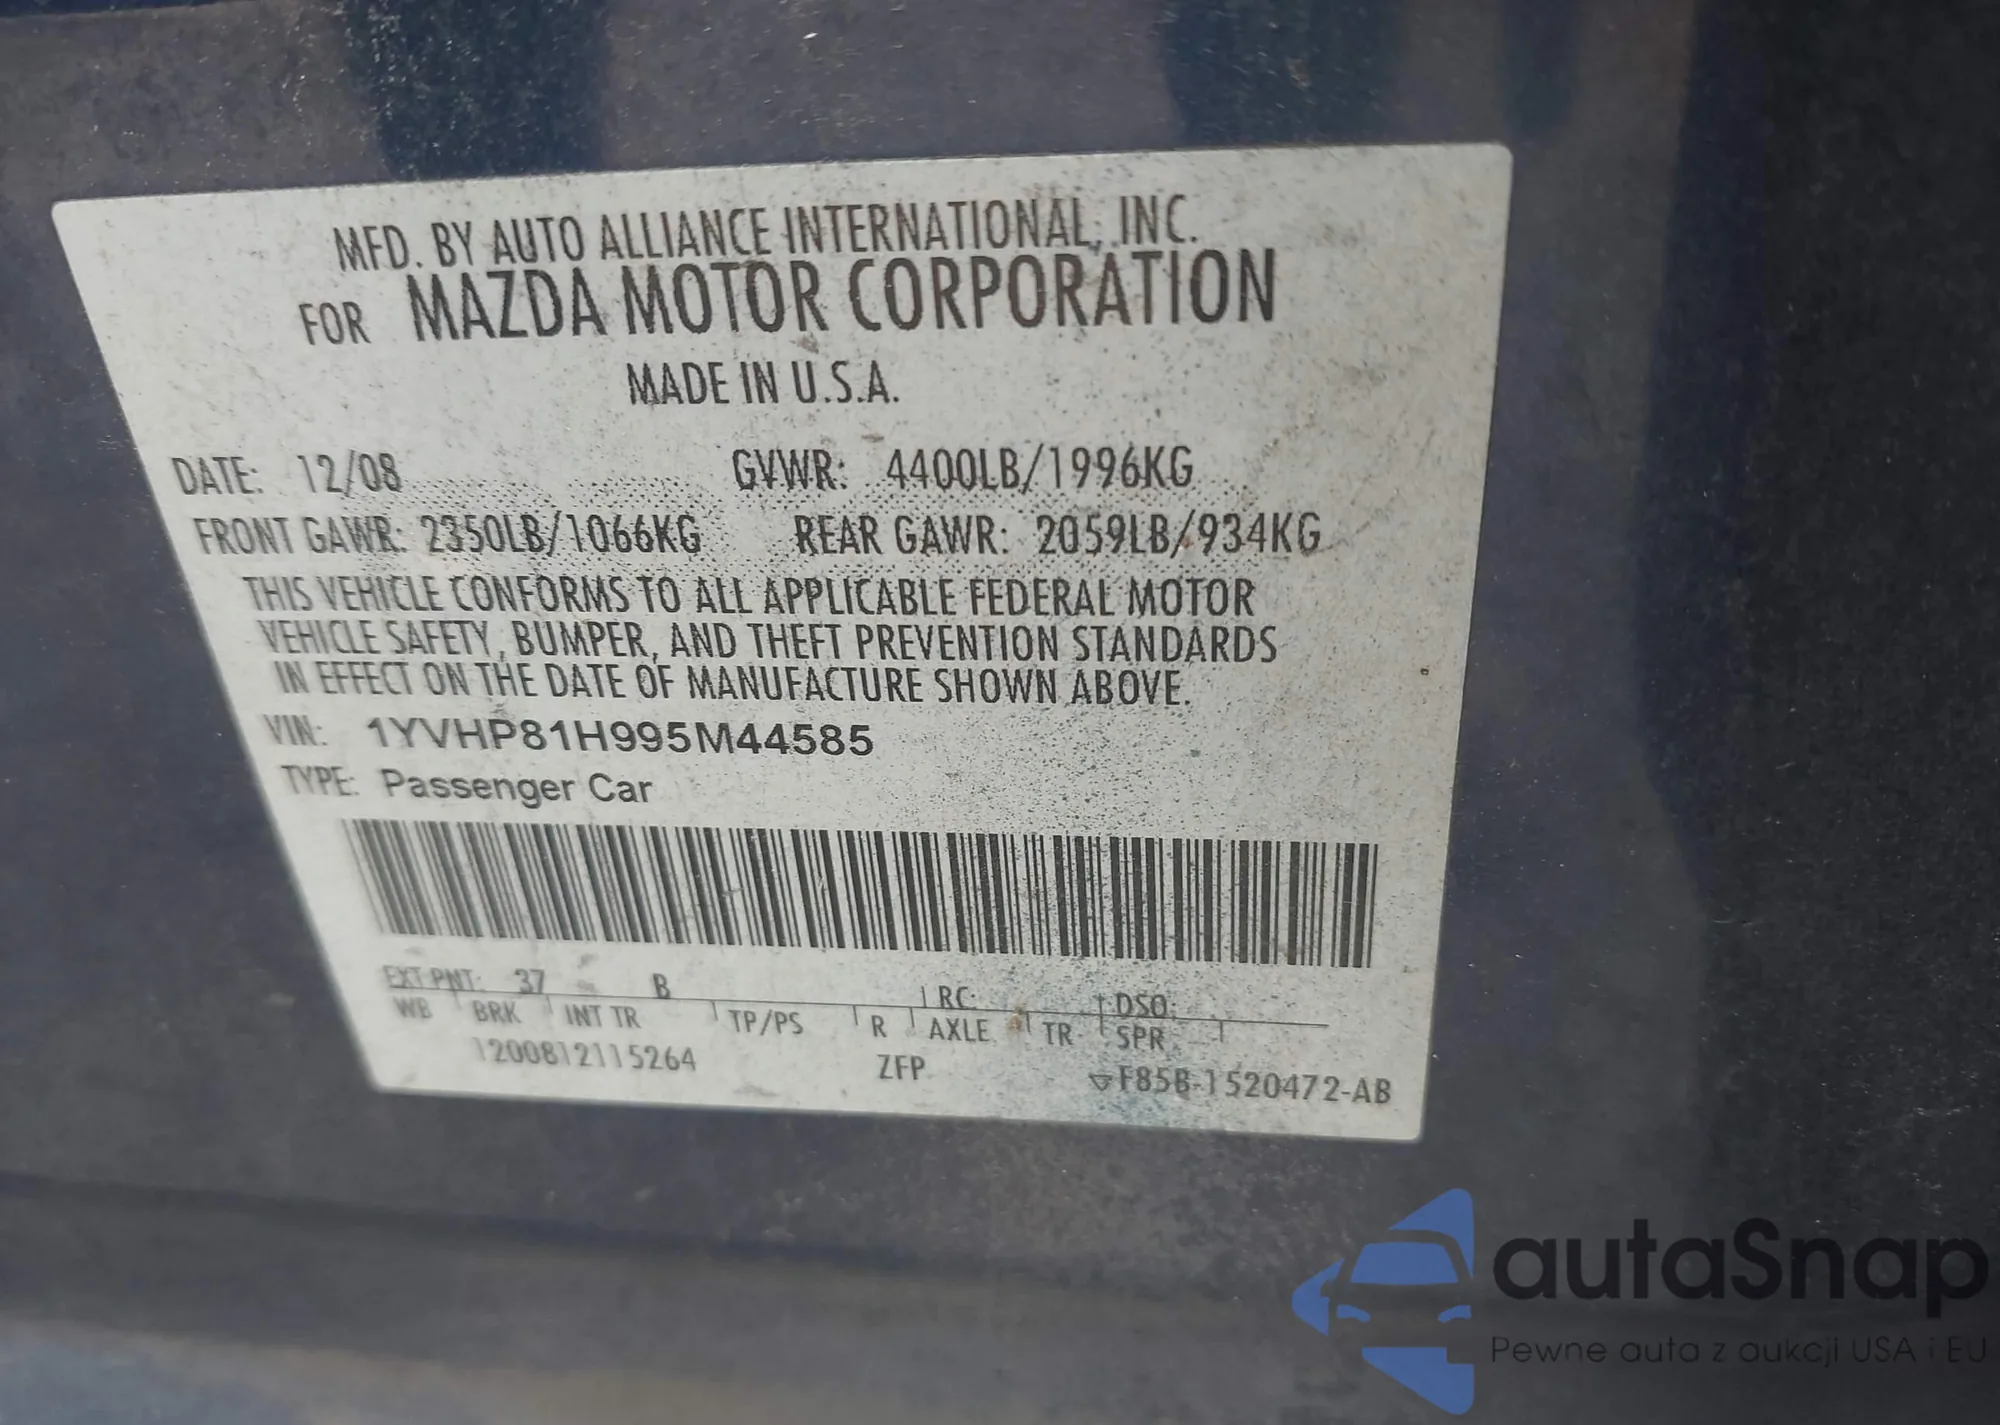 MFD. BY AUTO ALLIANCE INTERNATIONAL, INC.
FOR MAZDA MOTOR CORPORATION
MADE IN U.S.A.
DATE: 12/08 GVWR: 4400LB/1996KG
FRONT GAWR: 2350LB/1066KG REAR GAWR: 2059LB/934KG
THIS VEHICLE CONFORMS TO ALL APPLICABLE FEDERAL MOTOR
VEHICLE SAFETY, BUMPER, AND THEFT PREVENTION STANDARDS
IN EFFECT ON THE DATE OF MANUFACTURE SHOWN ABOVE.
VIN: 1YVHP81H995M44585
TYPE: Passenger Car
EXT PNT: 37 B RC: DSO:
WB BRK INT TR TP/PS R AXLE TR SPR
1200812115264 ZFP F85B-1520472-AB
autaSnap
Pewne auta z aukcji USA i EU